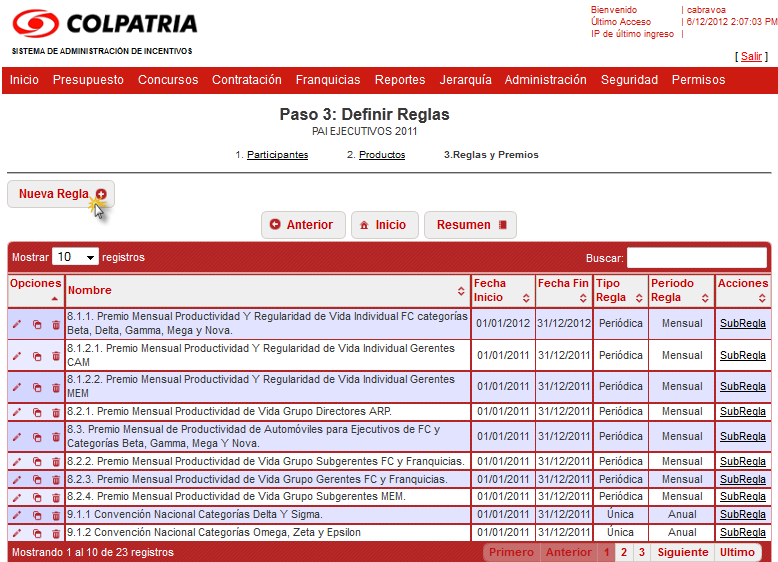 COLPATRIA
SISTEMA DE ADMINISTRACIÓN DE INCENTIVOS
Bienvenido | cabravoa
Último Acceso | 6/12/2012 2:07:03 PM
IP de último ingreso |
[ Salir ]
Inicio Presupuesto Concursos Contratación Franquicias Reportes Jerarquía Administración Seguridad Permisos
Paso 3: Definir Reglas
PAI EJECUTIVOS 2011
1. Participantes 2. Productos 3.Reglas y Premios
Nueva Regla
Anterior Inicio Resumen
Mostrar 10 registros Buscar:
Opciones Nombre Fecha Inicio Fecha Fin Tipo Regla Periodo Regla Acciones
8.1.1. Premio Mensual Productividad Y Regularidad de Vida Individual FC categorías
Beta, Delta, Gamma, Mega y Nova. 01/01/2012 31/12/2012 Periódica Mensual SubRegla
8.1.2.1. Premio Mensual Productividad Y Regularidad de Vida Individual Gerentes
CAM 01/01/2011 31/12/2011 Periódica Mensual SubRegla
8.1.2.2. Premio Mensual Productividad Y Regularidad de Vida Individual Gerentes
MEM 01/01/2011 31/12/2011 Periódica Mensual SubRegla
8.2.1. Premio Mensual Productividad de Vida Grupo Directores ARP. 01/01/2011 31/12/2011 Periódica Mensual SubRegla
8.3. Premio Mensual de Productividad de Automóviles para Ejecutivos de FC y
Categorías Beta, Gamma, Mega Y Nova. 01/01/2011 31/12/2011 Periódica Mensual SubRegla
8.2.2. Premio Mensual Productividad de Vida Grupo Subgerentes FC y Franquicias. 01/01/2011 31/12/2011 Periódica Mensual SubRegla
8.2.3. Premio Mensual Productividad de Vida Grupo Gerentes FC y Franquicias. 01/01/2011 31/12/2011 Periódica Mensual SubRegla
8.2.4. Premio Mensual Productividad de Vida Grupo Subgerentes MEM. 01/01/2011 31/12/2011 Periódica Mensual SubRegla
9.1.1 Convención Nacional Categorías Delta Y Sigma. 01/01/2011 31/12/2011 Única Anual SubRegla
9.1.2 Convención Nacional Categorías Omega, Zeta y Epsilon 01/01/2011 31/12/2011 Única Anual SubRegla
Mostrando 1 al 10 de 23 registros Primero Anterior 1 2 3 Siguiente Ultimo